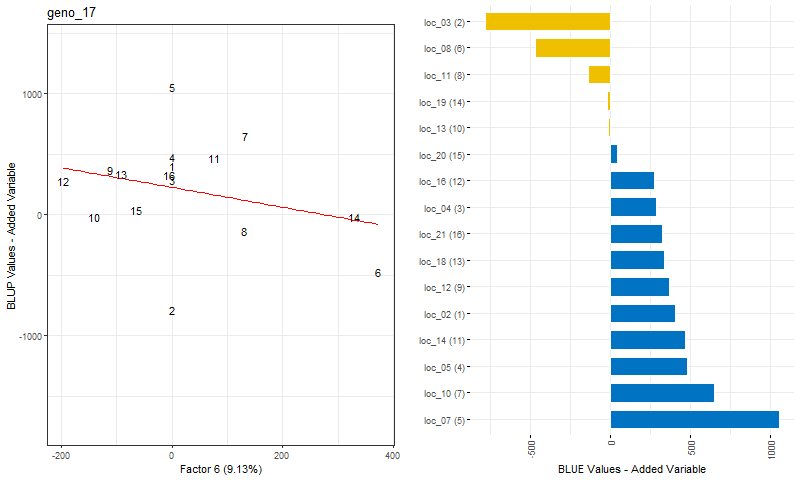 geno_17
BLUP Values - Added Variable
1000
0
-1000
5
7
4
11
1
9
13
16
3
12
15
10
14
8
6
2
-200
0
200
400
Factor 6 (9.13%)
loc_03 (2)
loc_08 (6)
loc_11 (8)
loc_19 (14)
loc_13 (10)
loc_20 (15)
loc_16 (12)
loc_04 (3)
loc_21 (16)
loc_18 (13)
loc_12 (9)
loc_02 (1)
loc_14 (11)
loc_05 (4)
loc_10 (7)
loc_07 (5)
-500
0
500
1000
BLUE Values - Added Variable